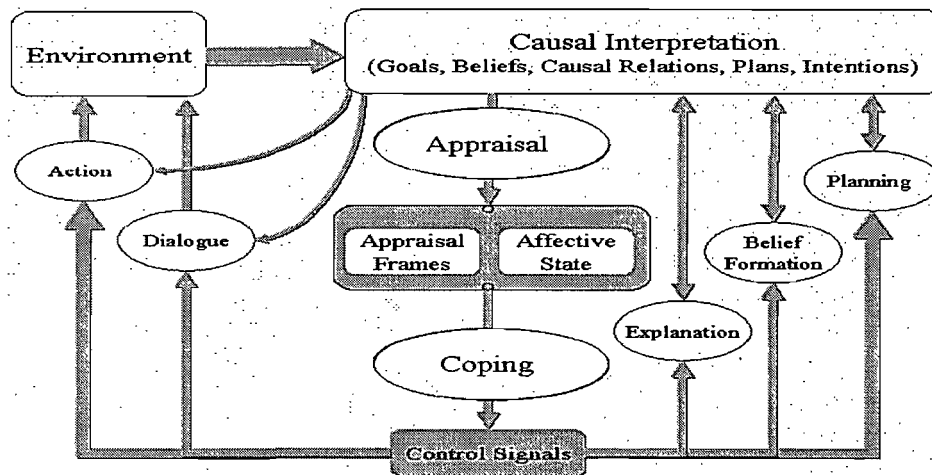 Environment
Causal Interpretation
(Goals, Beliefs, Causal Relations, Plans, Intentions)
Action
Appraisal
Planning
Dialogue
Appraisal
Frames
Affective
State
Belief
Formation
Explanation
Coping
Control Signals